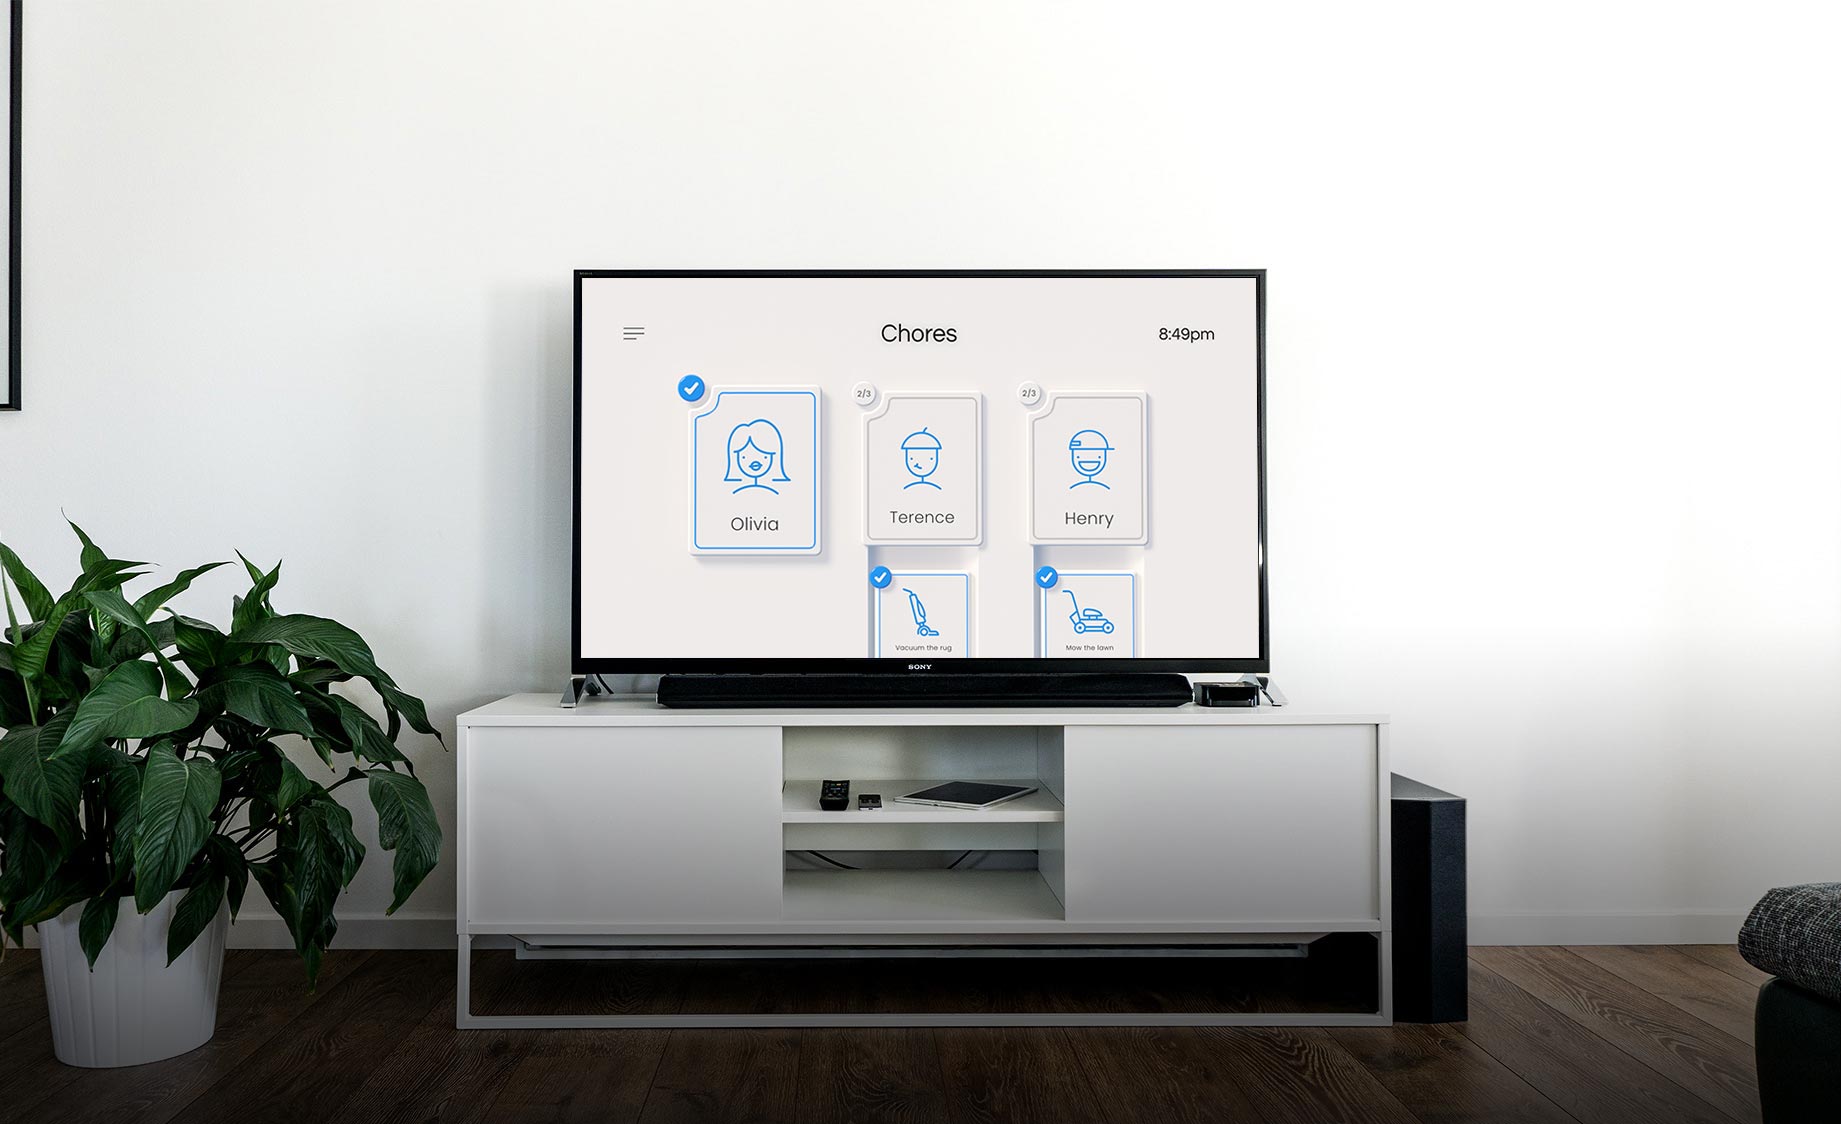 Chores
8:49pm
2/3
2/3
Olivia
Terence
Henry
Vacuum the rug
Mow the lawn
SONY